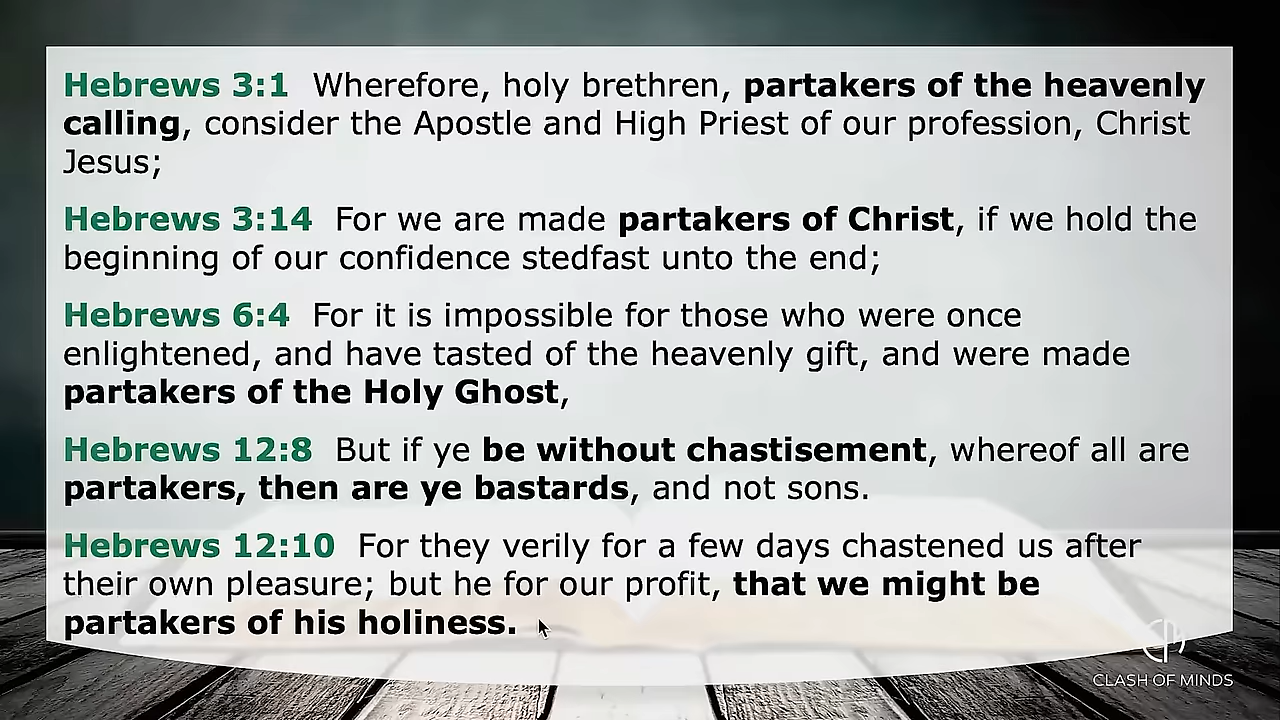 Hebrews 3:1 Wherefore, holy brethren, partakers of the heavenly
calling, consider the Apostle and High Priest of our profession, Christ
Jesus;
Hebrews 3:14 For we are made partakers of Christ, if we hold the
beginning of our confidence stedfast unto the end;
Hebrews 6:4 For it is impossible for those who were once
enlightened, and have tasted of the heavenly gift, and were made
partakers of the Holy Ghost,
Hebrews 12:8 But if ye be without chastisement, whereof all are
partakers, then are ye bastards, and not sons.
Hebrews 12:10 For they verily for a few days chastened us after
their own pleasure; but he for our profit, that we might be
partakers of his holiness.
CLASH OF MINDS